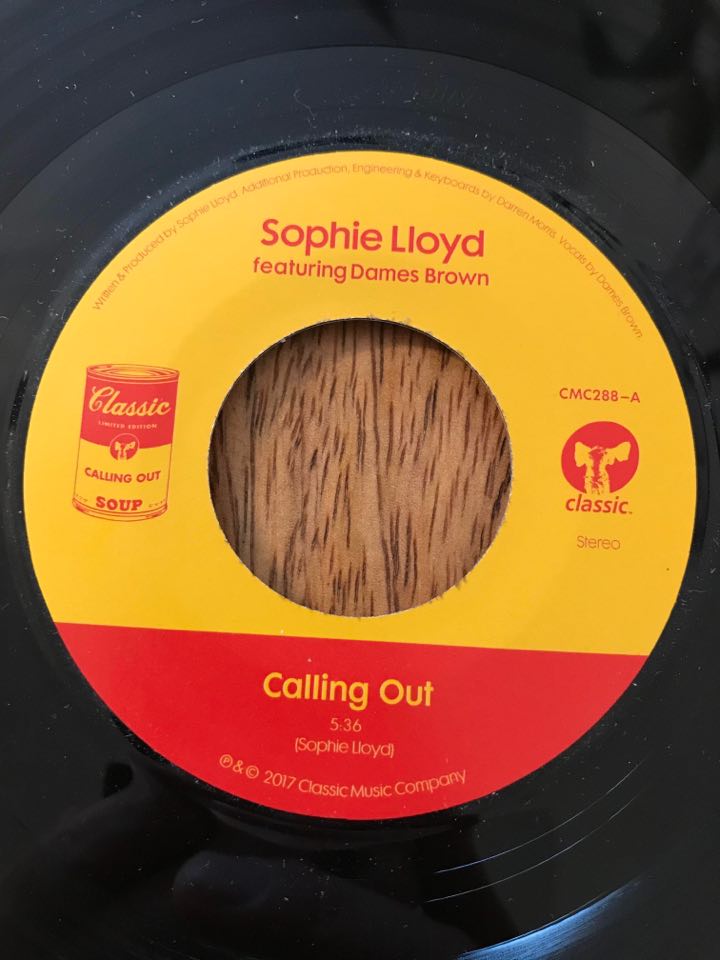 Written & Produced by Sophie Lloyd. Additional Production, Engineering & Keyboards by Darren Morris. Vocals by Dames Brown.
Sophie Lloyd
featuring Dames Brown
Classic
LIMITED EDITION
CALLING OUT
SOUP
CMC288-A
classic™
Stereo
Calling Out
5:36
(Sophie Lloyd)
℗ & © 2017 Classic Music Company